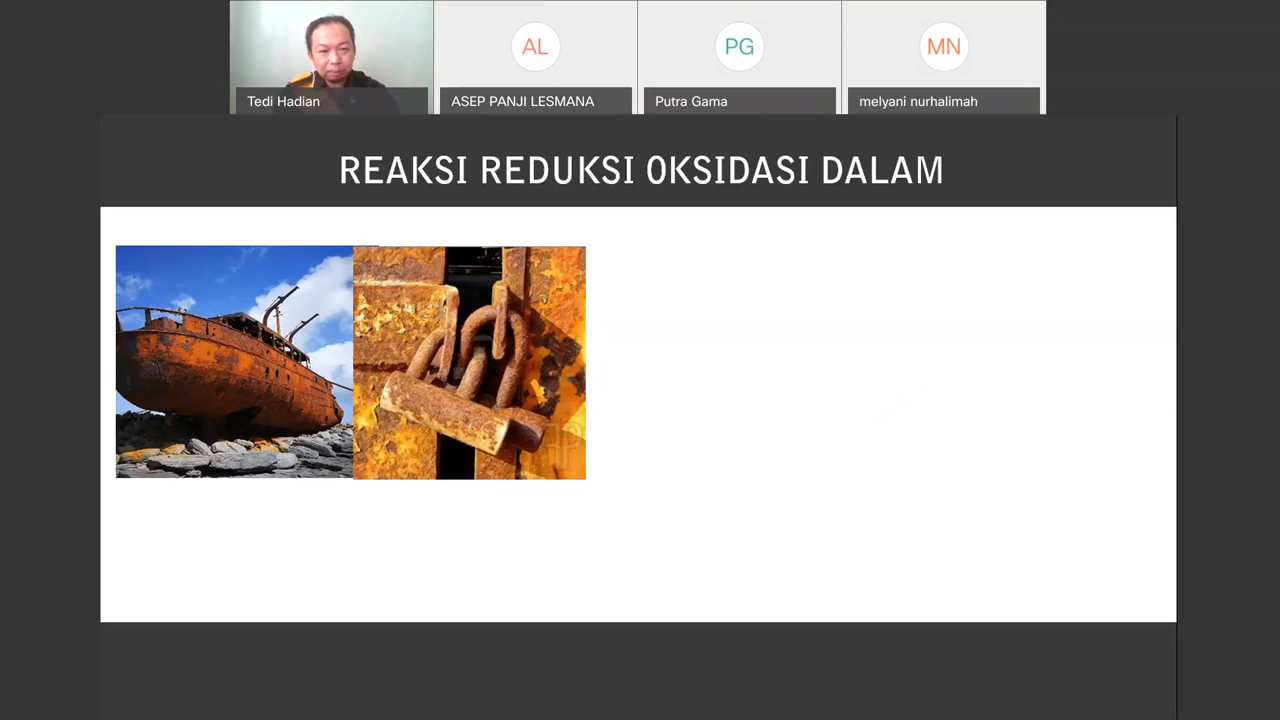 AL
PG
MN
Tedi Hadian
ASEP PANJI LESMANA
Putra Gama
melyani nurhalimah
REAKSI REDUKSI OKSIDASI DALAM